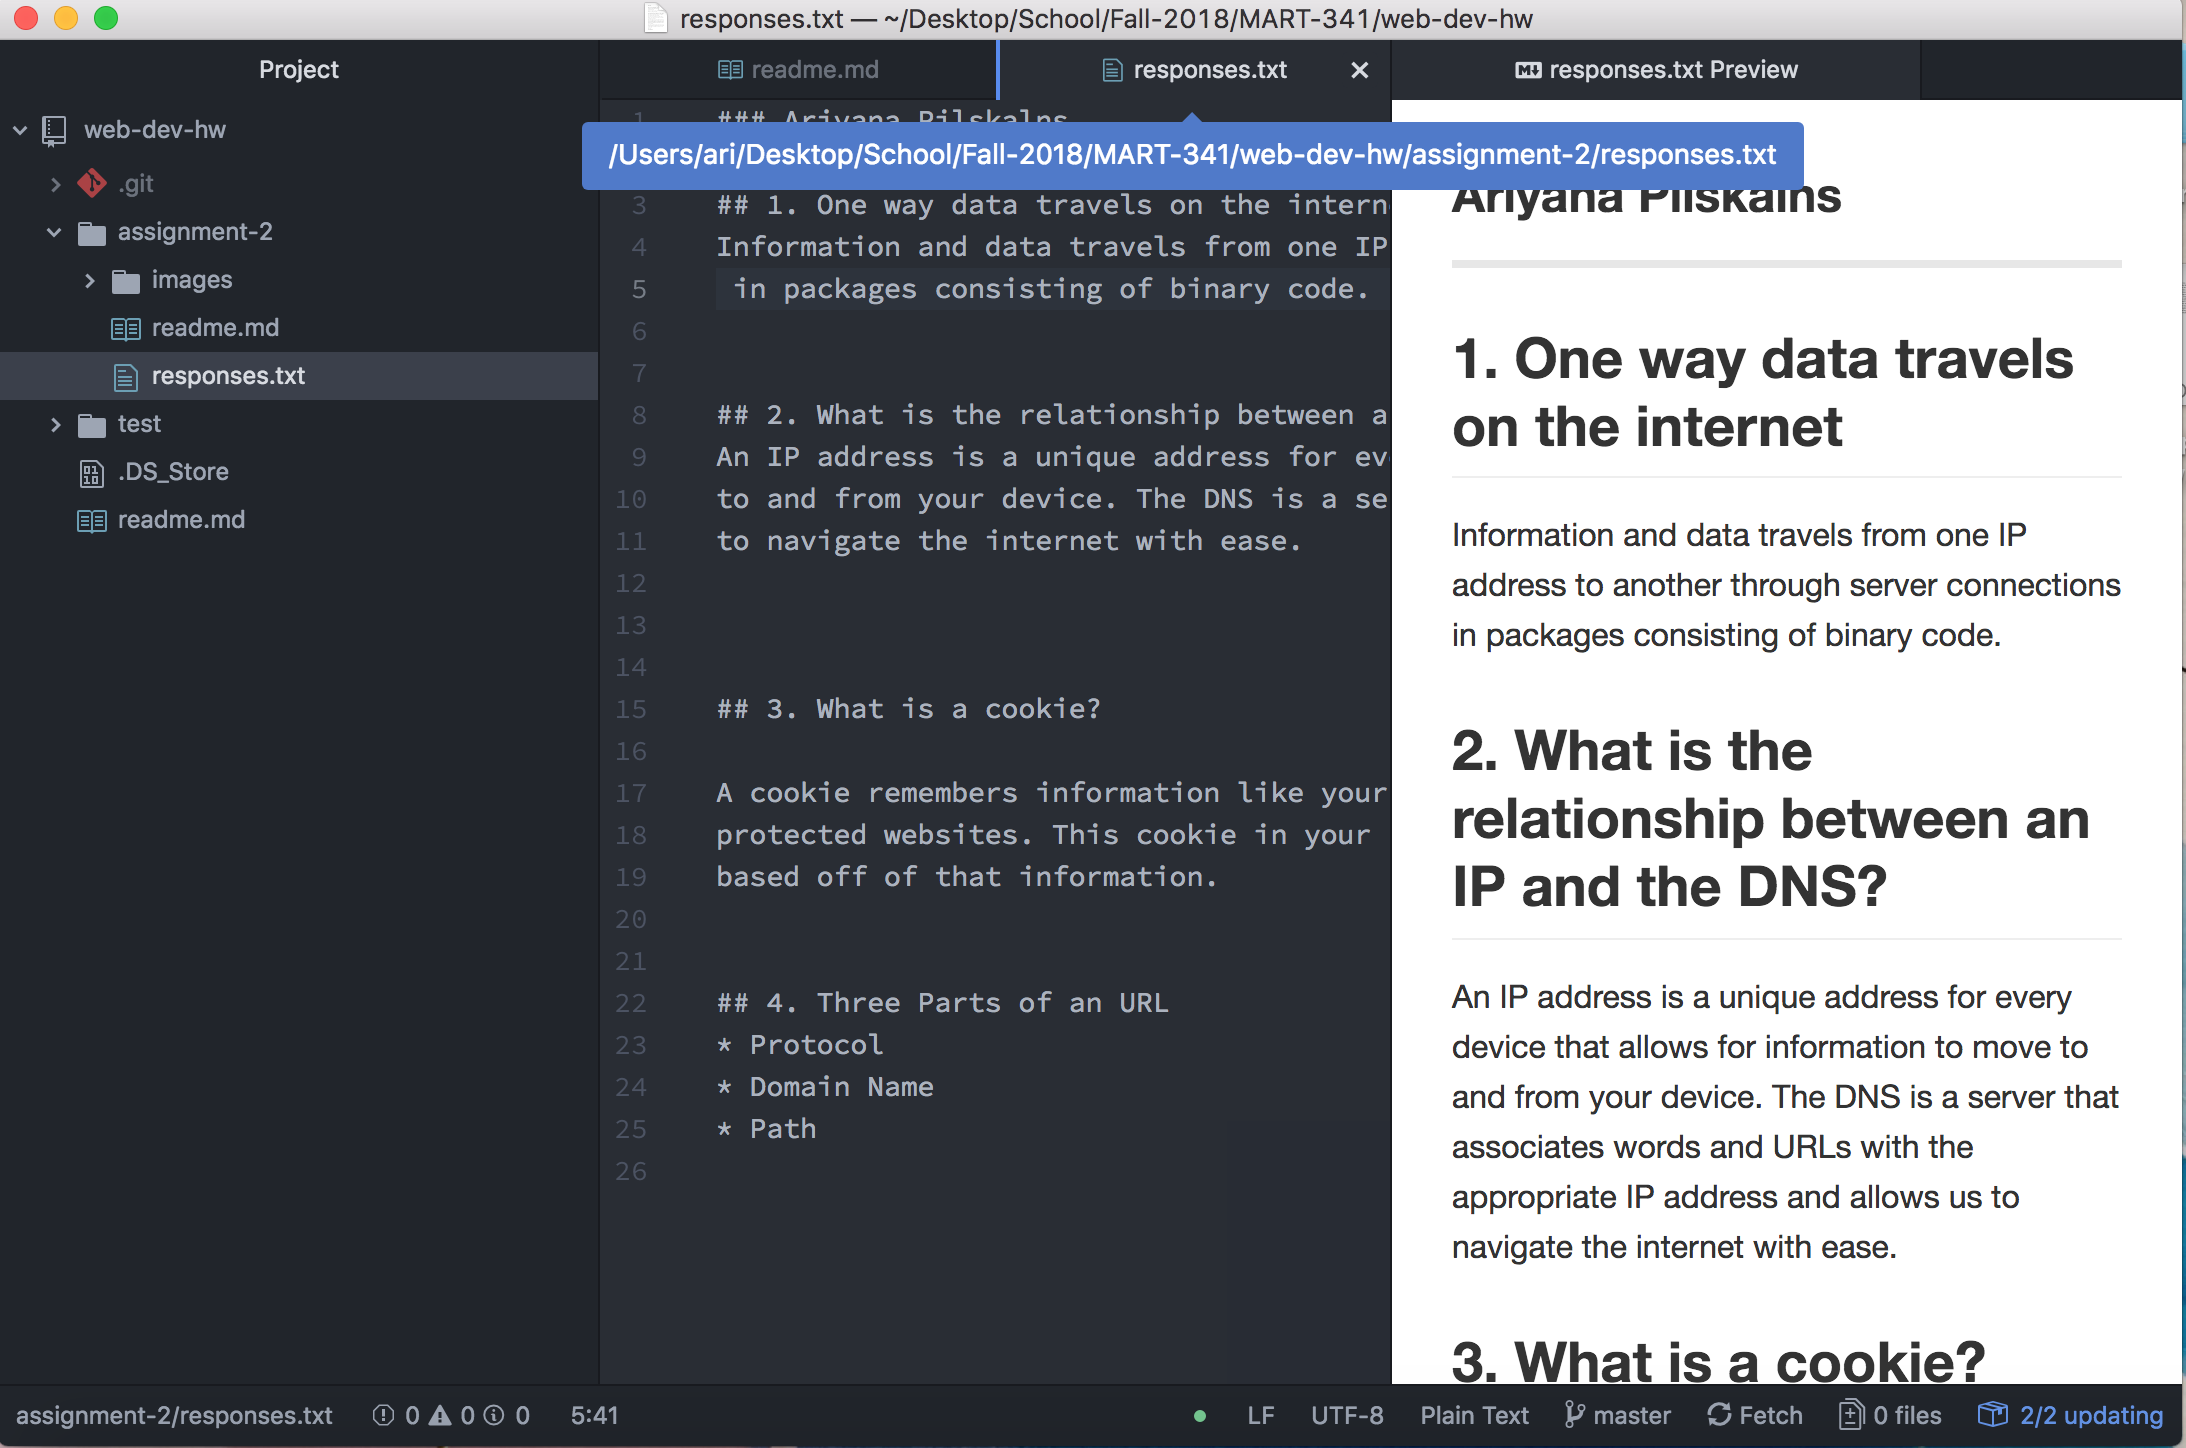 responses.txt — ~/Desktop/School/Fall-2018/MART-341/web-dev-hw
Project
web-dev-hw
.git
assignment-2
images
readme.md
responses.txt
test
.DS_Store
readme.md
readme.md
responses.txt
responses.txt Preview
/Users/ari/Desktop/School/Fall-2018/MART-341/web-dev-hw/assignment-2/responses.txt
1 ### Ariyana Pilskalns
3 ## 1. One way data travels on the intern
4 Information and data travels from one IP
5 in packages consisting of binary code.
6
7
8 ## 2. What is the relationship between a
9 An IP address is a unique address for ev
10 to and from your device. The DNS is a se
11 to navigate the internet with ease.
12
13
14
15 ## 3. What is a cookie?
16
17 A cookie remembers information like your
18 protected websites. This cookie in your
19 based off of that information.
20
21
22 ## 4. Three Parts of an URL
23 * Protocol
24 * Domain Name
25 * Path
26
Ariyana Pilskalns
1. One way data travels
on the internet
Information and data travels from one IP
address to another through server connections
in packages consisting of binary code.
2. What is the
relationship between an
IP and the DNS?
An IP address is a unique address for every
device that allows for information to move to
and from your device. The DNS is a server that
associates words and URLs with the
appropriate IP address and allows us to
navigate the internet with ease.
3. What is a cookie?
assignment-2/responses.txt 0 0 0 5:41 LF UTF-8 Plain Text master Fetch 0 files 2/2 updating